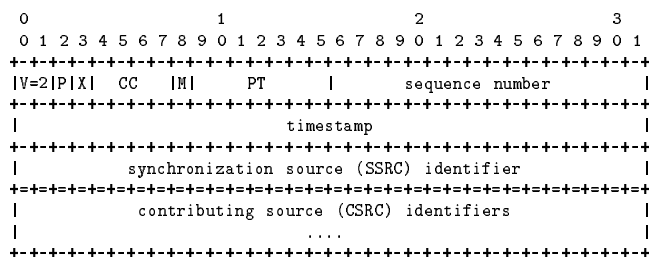 0                   1                   2                   3
0 1 2 3 4 5 6 7 8 9 0 1 2 3 4 5 6 7 8 9 0 1 2 3 4 5 6 7 8 9 0 1
+-+-+-+-+-+-+-+-+-+-+-+-+-+-+-+-+-+-+-+-+-+-+-+-+-+-+-+-+-+-+-+-+
|V=2|P|X|  CC   |M|     PT      |       sequence number         |
+-+-+-+-+-+-+-+-+-+-+-+-+-+-+-+-+-+-+-+-+-+-+-+-+-+-+-+-+-+-+-+-+
|                           timestamp                           |
+-+-+-+-+-+-+-+-+-+-+-+-+-+-+-+-+-+-+-+-+-+-+-+-+-+-+-+-+-+-+-+-+
|           synchronization source (SSRC) identifier            |
+=+=+=+=+=+=+=+=+=+=+=+=+=+=+=+=+=+=+=+=+=+=+=+=+=+=+=+=+=+=+=+=+
|            contributing source (CSRC) identifiers             |
|                             ....                              |
+-+-+-+-+-+-+-+-+-+-+-+-+-+-+-+-+-+-+-+-+-+-+-+-+-+-+-+-+-+-+-+-+